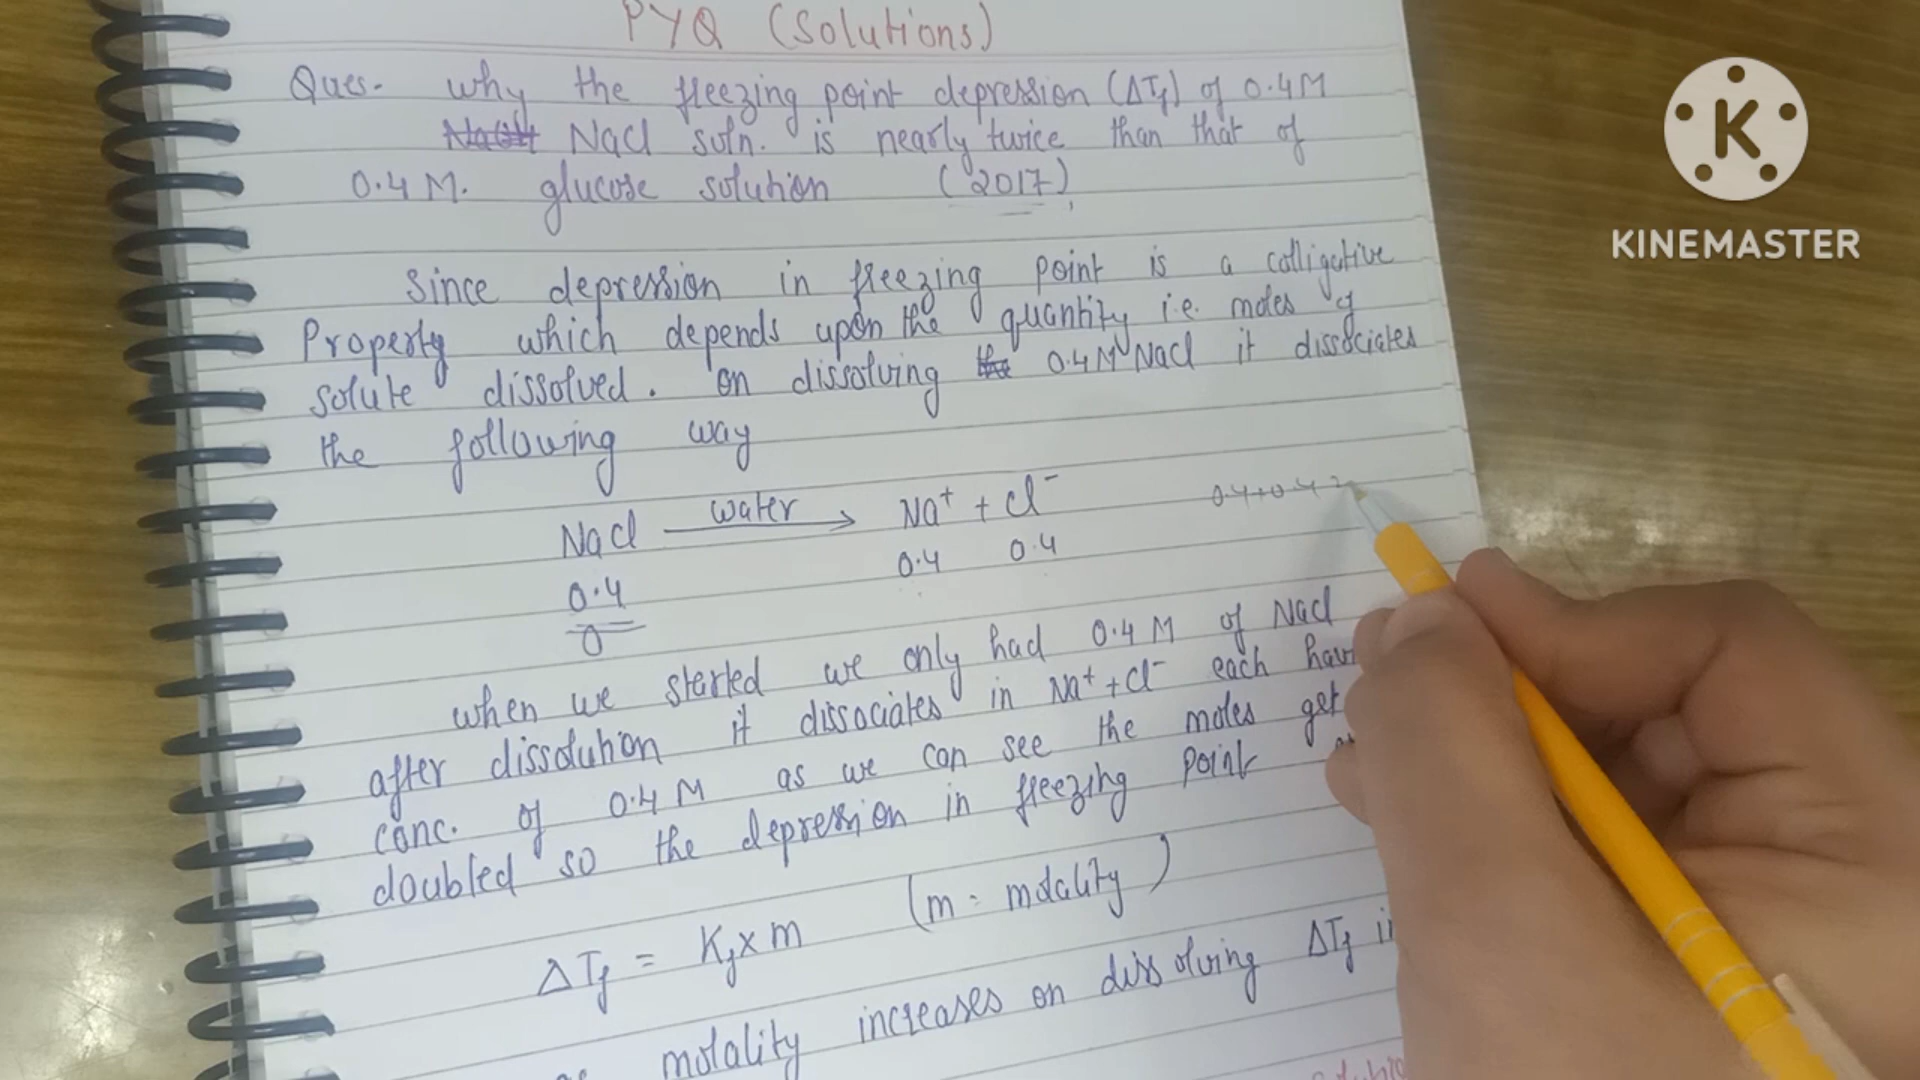 PYQ (Solutions)
Ques. why the freezing point depression (ΔTf) of 0.4M
NaCl soln. is nearly twice than that of
0.4 M. glucose solution (2017)
Since depression in freezing point is a colligative
Property which depends upon the quantity i.e. moles of
solute dissolved. On dissolving the 0.4M NaCl it dissociates
the following way
NaCl water → Na⁺ + Cl⁻
0.4+0.4 =
0.4 0.4 0.4
0
when we started we only had 0.4 M of NaCl
after dissolution it dissociates in Na⁺ + Cl⁻ each
conc. of 0.4 M as we can see the moles get
doubled so the depression in freezing point
ΔTf = Kf x m (m = molality)
molality increases on dissolving ΔTf
KINEMASTER